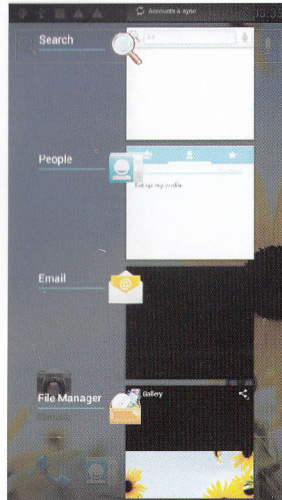 Accounts & sync
Search
People
Set up my profile
Email
File Manager
Gallery